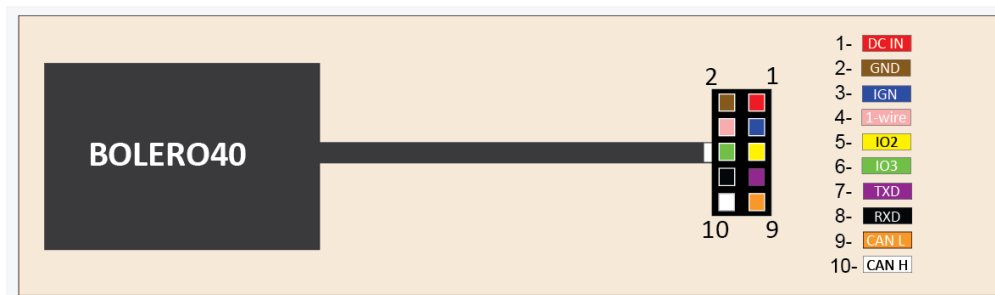 BOLERO40
2 1
10 9
1- DC IN
2- GND
3- IGN
4- 1-wire
5- IO2
6- IO3
7- TXD
8- RXD
9- CAN L
10- CAN H